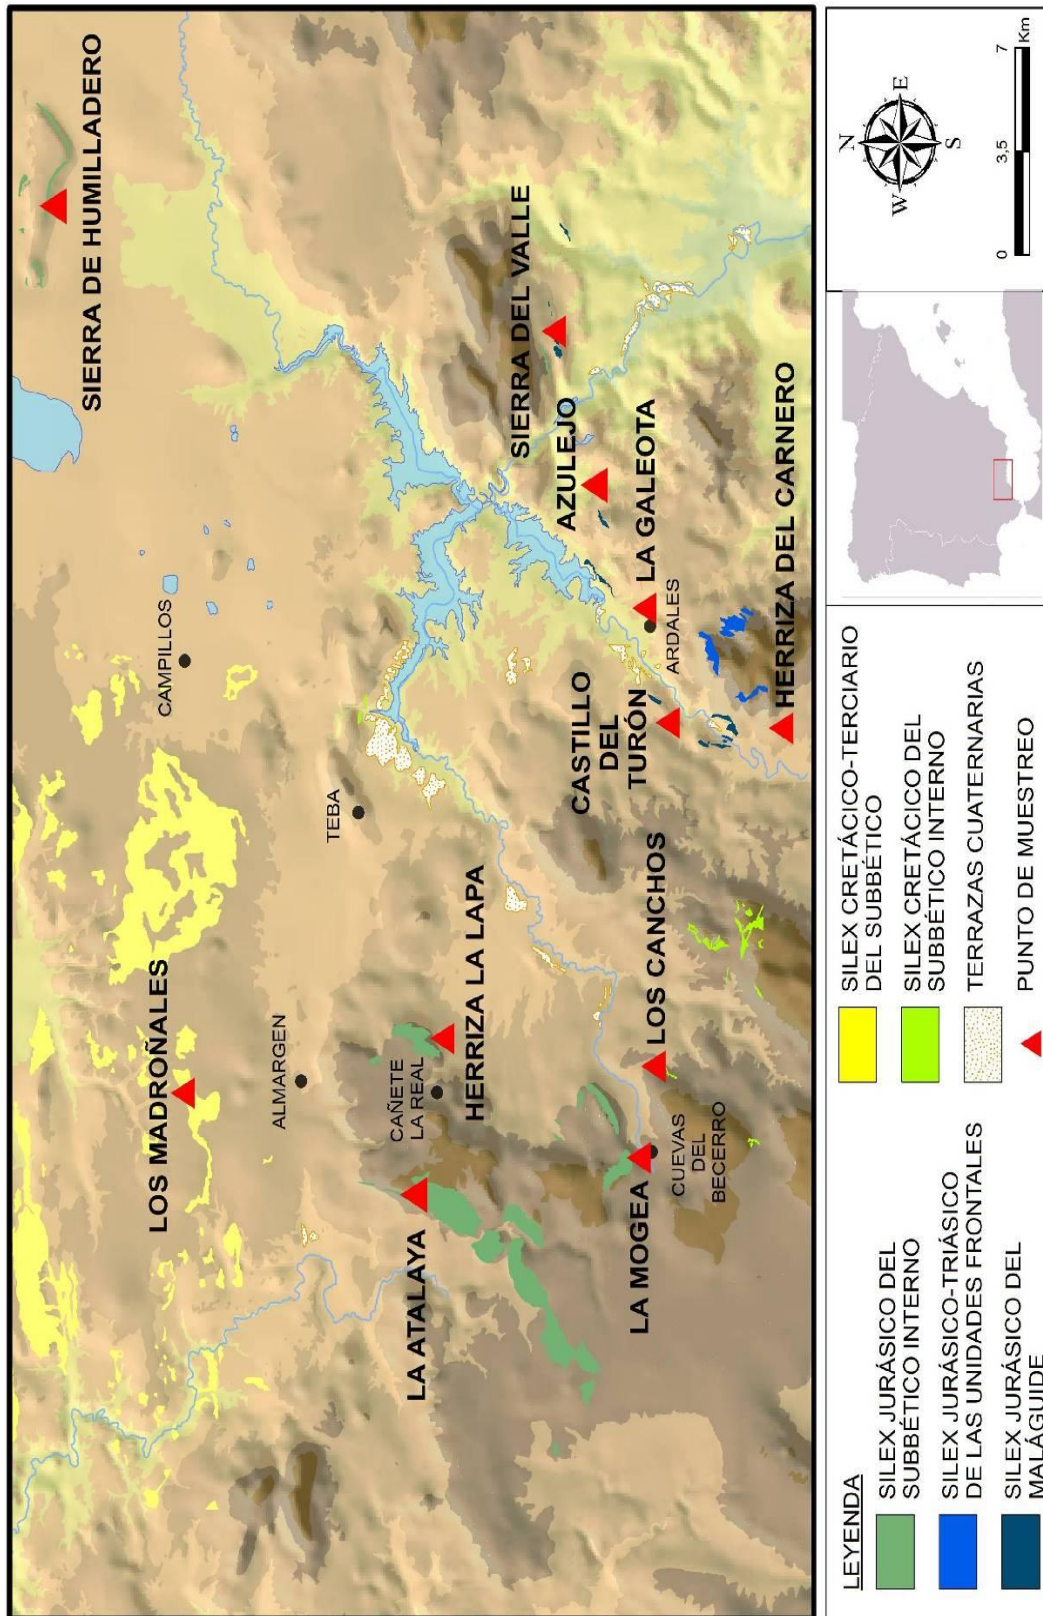 SIERRA DE HUMILLADERO
CAMPILLOS
LOS MADROÑALES
ALMARGEN
TEBA
SIERRA DEL VALLE
AZULEJO
LA GALEOTA
ARDALES
HERRIZA DEL CARNERO
CASTILLO
DEL
TURÓN
CAÑETE
LA REAL
HERRIZA LA LAPA
LA ATALAYA
LOS CANCHOS
LA MOGEA
CUEVAS
DEL
BECERRO
LEYENDA
SILEX JURÁSICO DEL
SUBBÉTICO INTERNO
SILEX JURÁSICO-TRIÁSICO
DE LAS UNIDADES FRONTALES
SILEX JURÁSICO DEL
MALÁGUIDE
SILEX CRETÁCICO-TERCIARIO
DEL SUBBÉTICO
SILEX CRETÁCICO DEL
SUBBÉTICO INTERNO
TERRAZAS CUATERNARIAS
PUNTO DE MUESTREO
N
W
E
S
0
3,5
7
Km